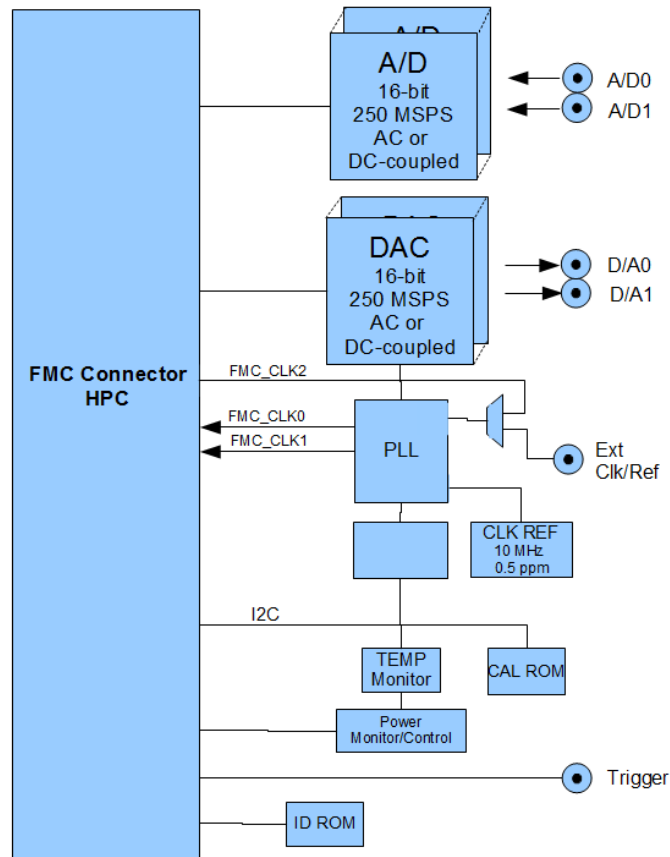 A/D
A/D
16-bit
250 MSPS
AC or
DC-coupled
A/D0
A/D1
DAC
16-bit
250 MSPS
AC or
DC-coupled
D/A0
D/A1
FMC Connector
HPC
FMC_CLK2
FMC_CLK0
FMC_CLK1
PLL
Ext
Clk/Ref
CLK REF
10 MHz
0.5 ppm
I2C
TEMP
Monitor
CAL ROM
Power
Monitor/Control
Trigger
ID ROM